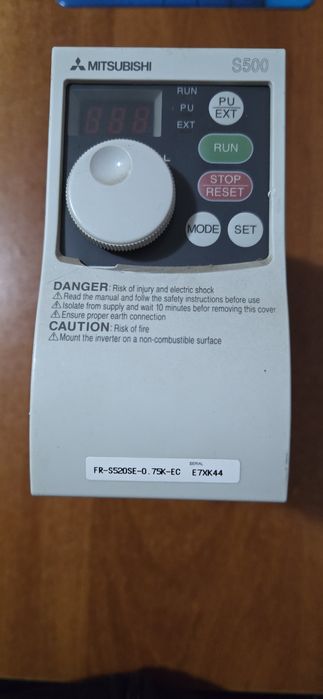 MITSUBISHI S500
RUN
PU
EXT
PU
EXT
RUN
STOP
RESET
MODE SET
DANGER: Risk of injury and electric shock
Read the manual and follw the safety instructions before use
Isolate from supply and wait 10 minutes befor removing this cover
Ensure proper earth connection
CAUTION: Risk of fire
Mount the inverter on a non-combustible surface
SERIAL
FR-S520SE-0.75K-EC E7XK44